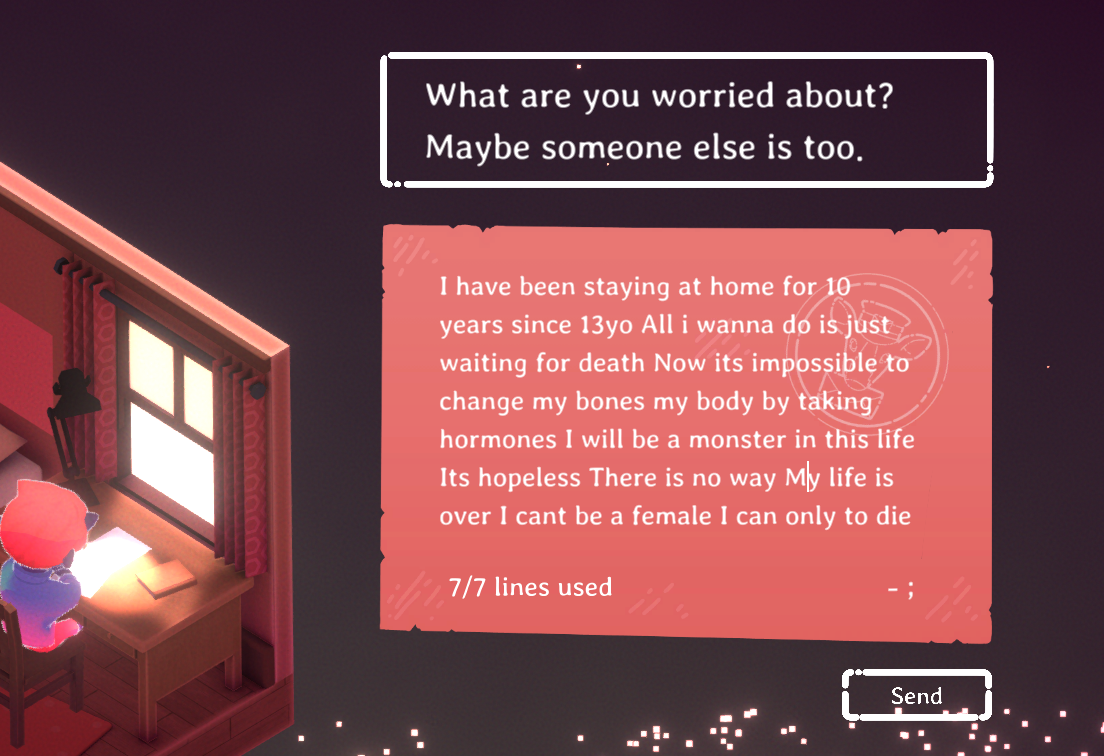 What are you worried about?
Maybe someone else is too.
I have been staying at home for 10
years since 13yo All i wanna do is just
waiting for death Now its impossible to
change my bones my body by taking
hormones I will be a monster in this life
Its hopeless There is no way My life is
over I cant be a female I can only to die
7/7 lines used
- ;
Send